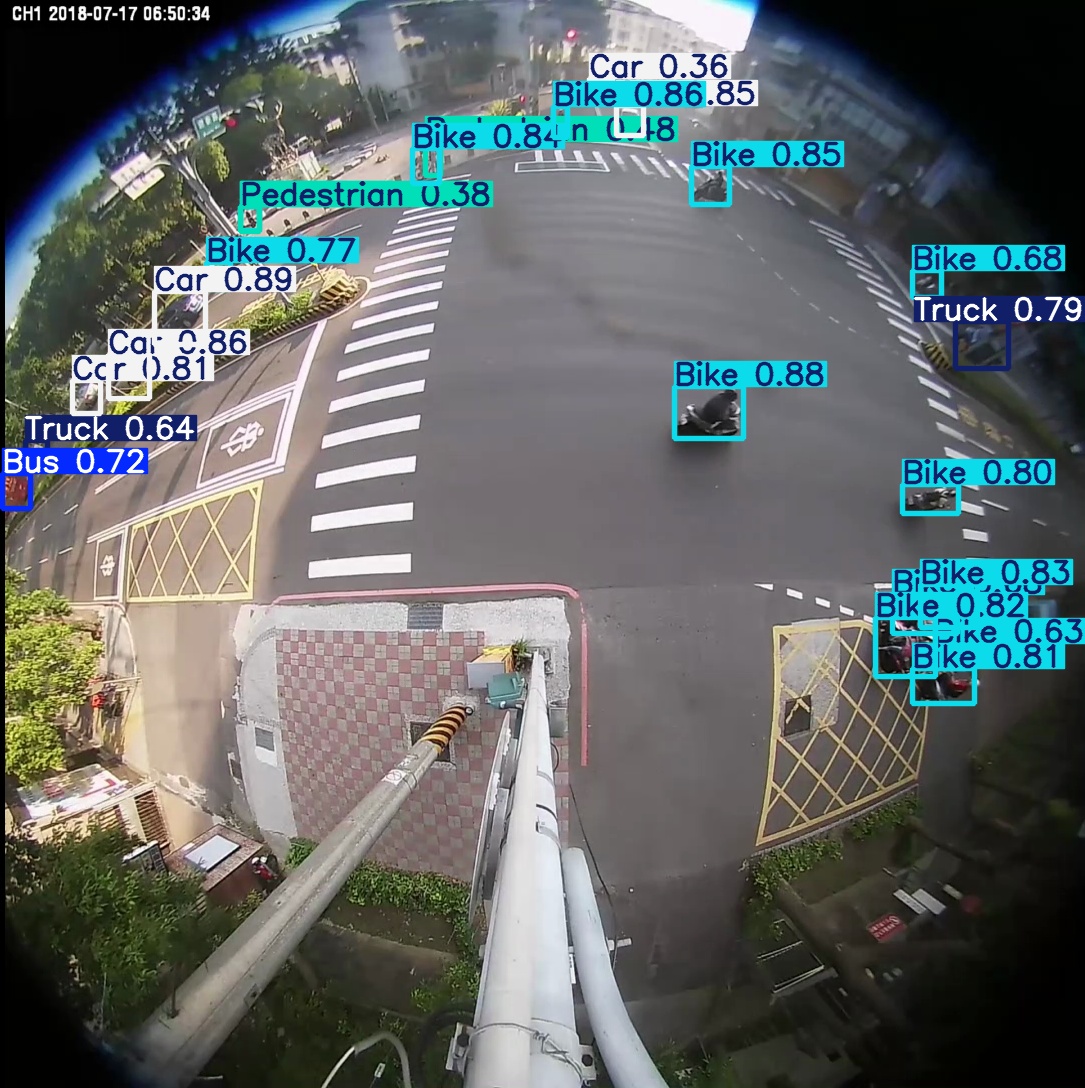 CH1 2018-07-17 06:50:34
Car 0.36
Bike 0.86
.85
Bike 0.84
Bike 0.85
Pedestrian 0.38
Bike 0.77
Bike 0.68
Car 0.89
Truck 0.79
Car 0.86
Car 0.81
Bike 0.88
Truck 0.64
Bus 0.72
Bike 0.80
Bike 0.83
Bike 0.82
Bike 0.63
Bike 0.81